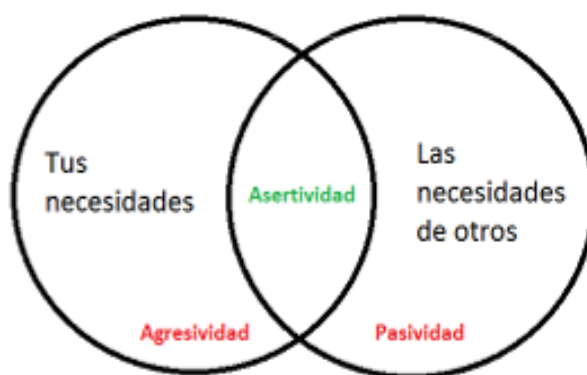 Tus
necesidades
Asertividad
Las
necesidades
de otros
Agresividad
Pasividad